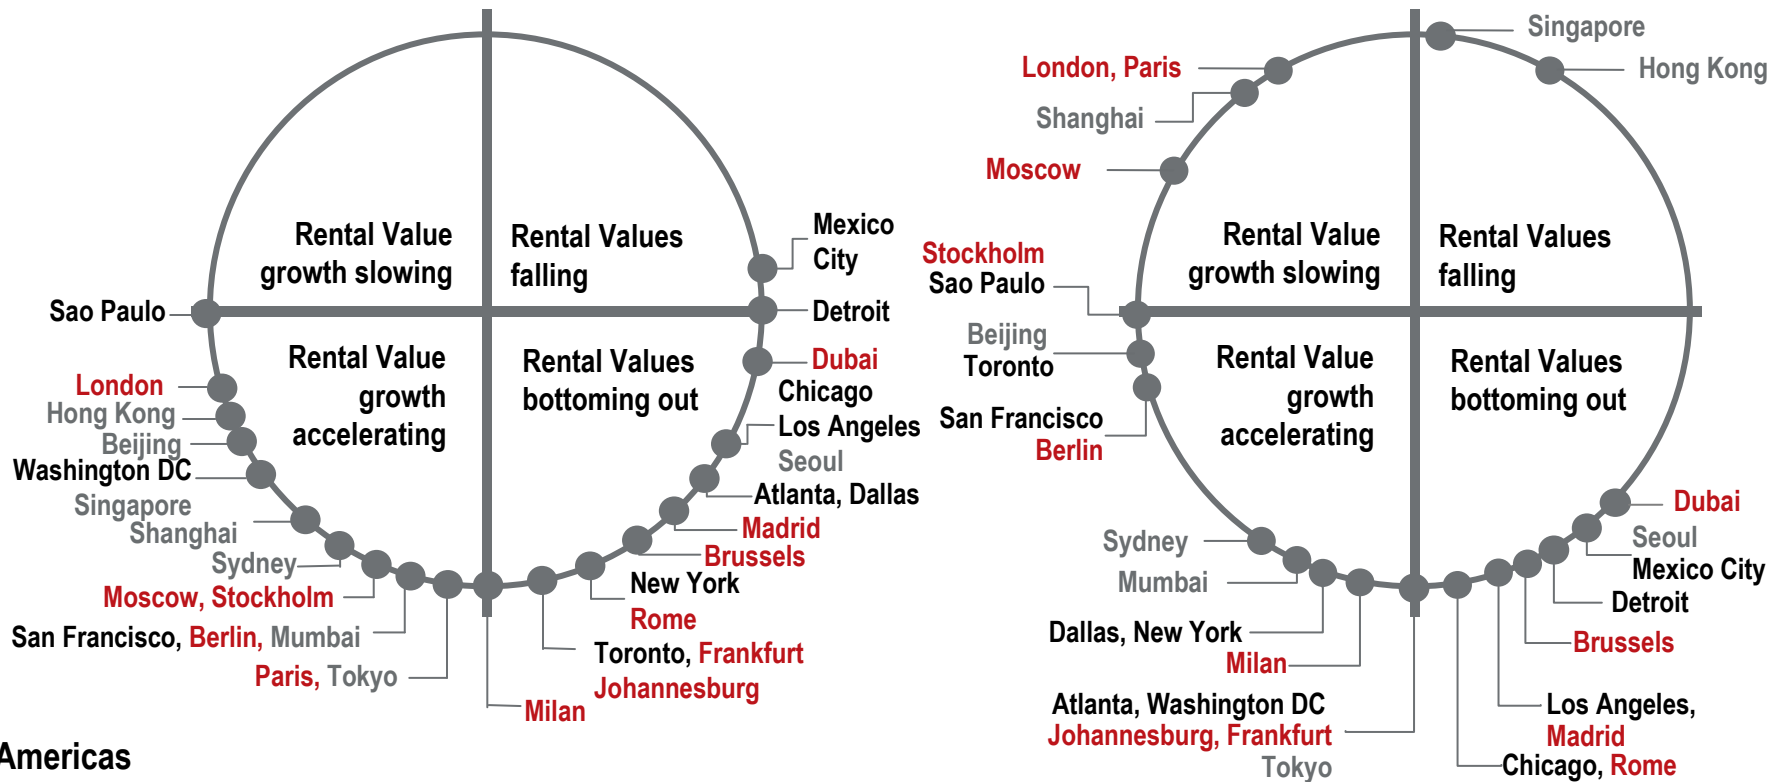 Rental Value
growth slowing
Rental Values
falling
Mexico
City
Sao Paulo
Detroit
Rental Value
growth
accelerating
Rental Values
bottoming out
Dubai
London
Hong Kong
Beijing
Washington DC
Singapore
Shanghai
Sydney
Moscow, Stockholm
San Francisco, Berlin, Mumbai
Paris, Tokyo
Chicago
Los Angeles
Seoul
Atlanta, Dallas
Madrid
Brussels
New York
Rome
Toronto, Frankfurt
Johannesburg
Milan
Americas
Singapore
Hong Kong
London, Paris
Shanghai
Moscow
Rental Value
growth slowing
Rental Values
falling
Stockholm
Sao Paulo
Beijing
Toronto
San Francisco
Berlin
Rental Value
growth
accelerating
Rental Values
bottoming out
Sydney
Mumbai
Dallas, New York
Milan
Atlanta, Washington DC
Johannesburg, Frankfurt
Tokyo
Dubai
Seoul
Mexico City
Detroit
Brussels
Los Angeles,
Madrid
Chicago, Rome